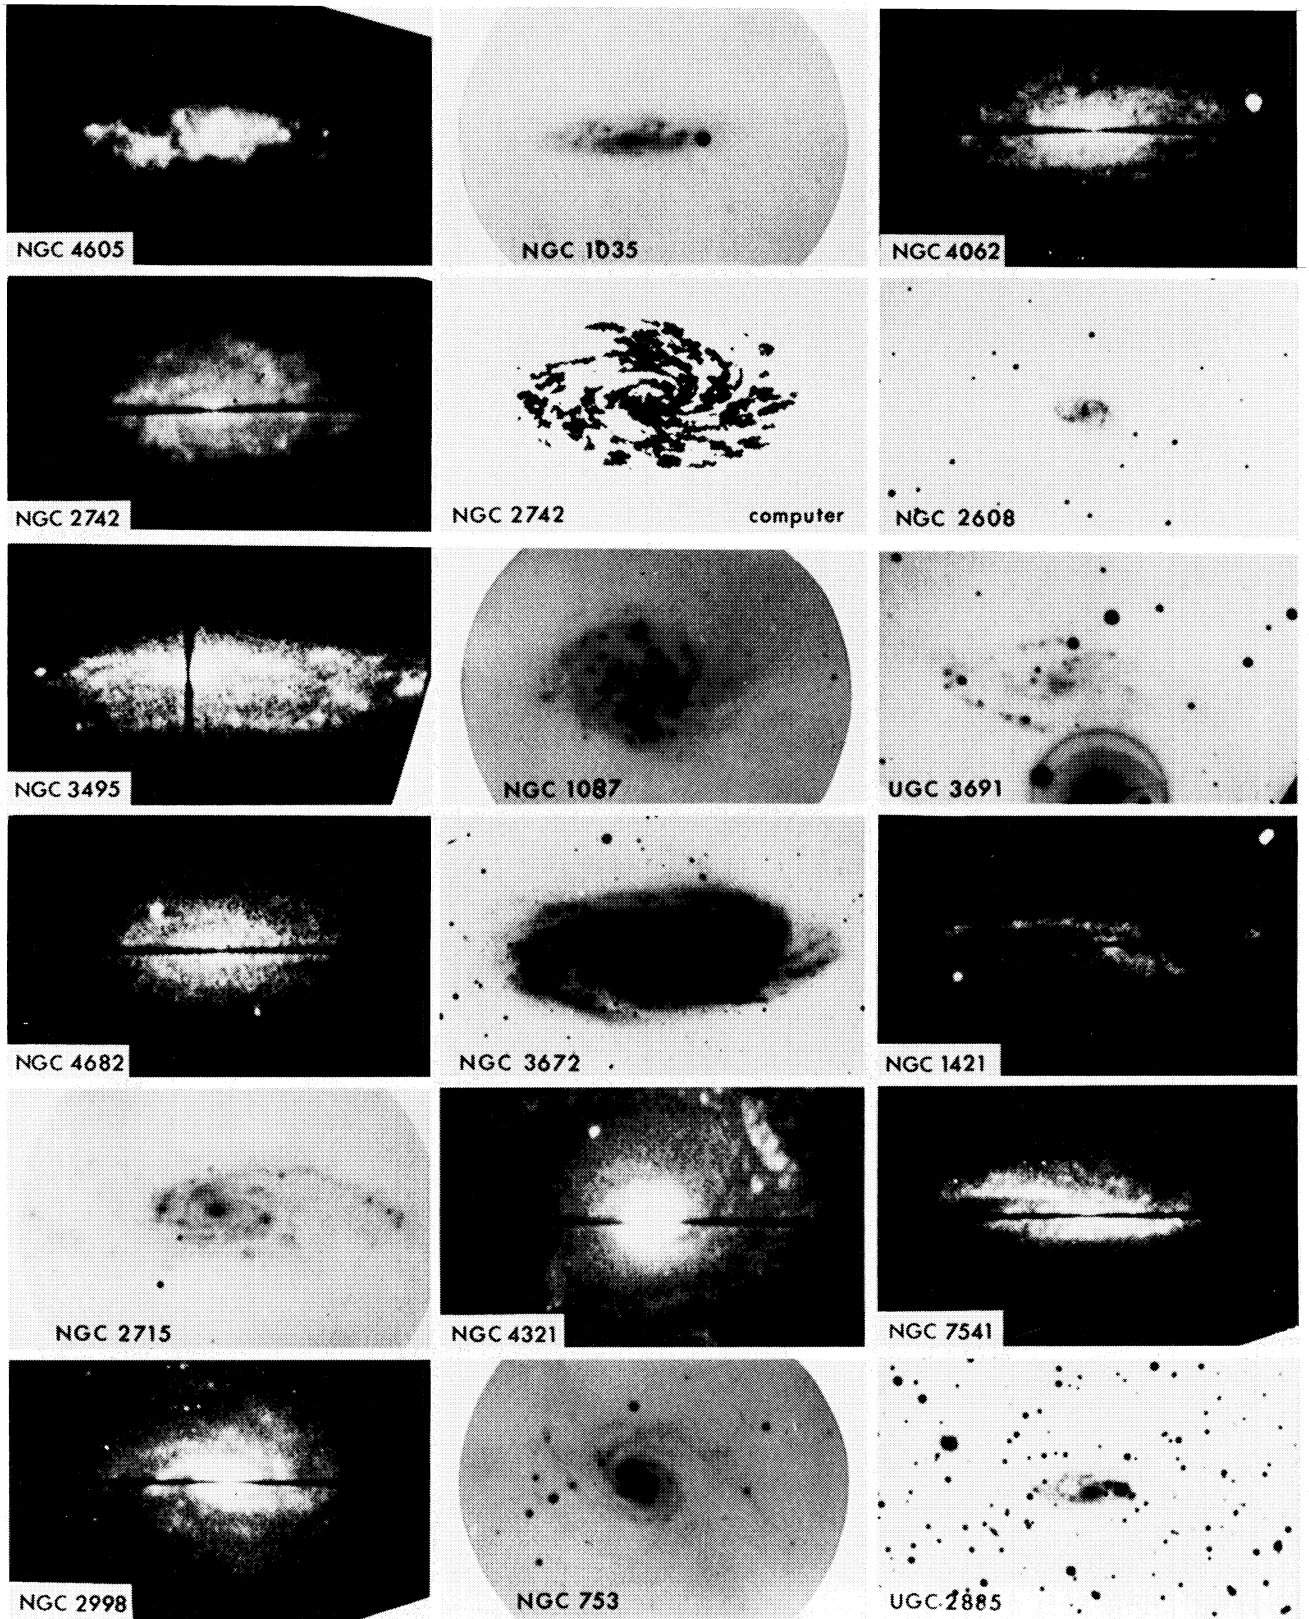 NGC 4605
NGC 1035
NGC 4062
NGC 2742
NGC 2742 computer
NGC 2608
NGC 3495
NGC 1087
UGC 3691
NGC 4682
NGC 3672
NGC 1421
NGC 2715
NGC 4321
NGC 7541
NGC 2998
NGC 753
UGC 2885